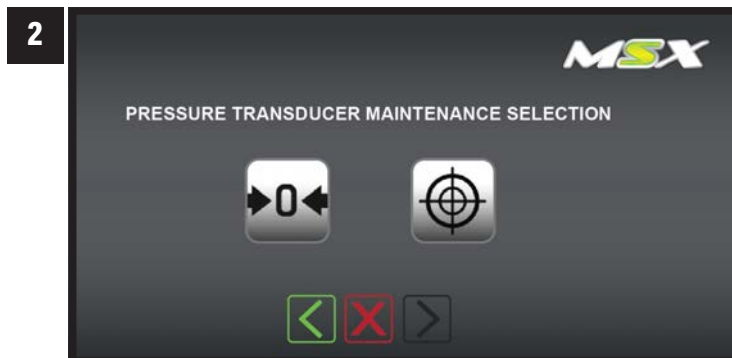 2
MSX
PRESSURE TRANSDUCER MAINTENANCE SELECTION
0